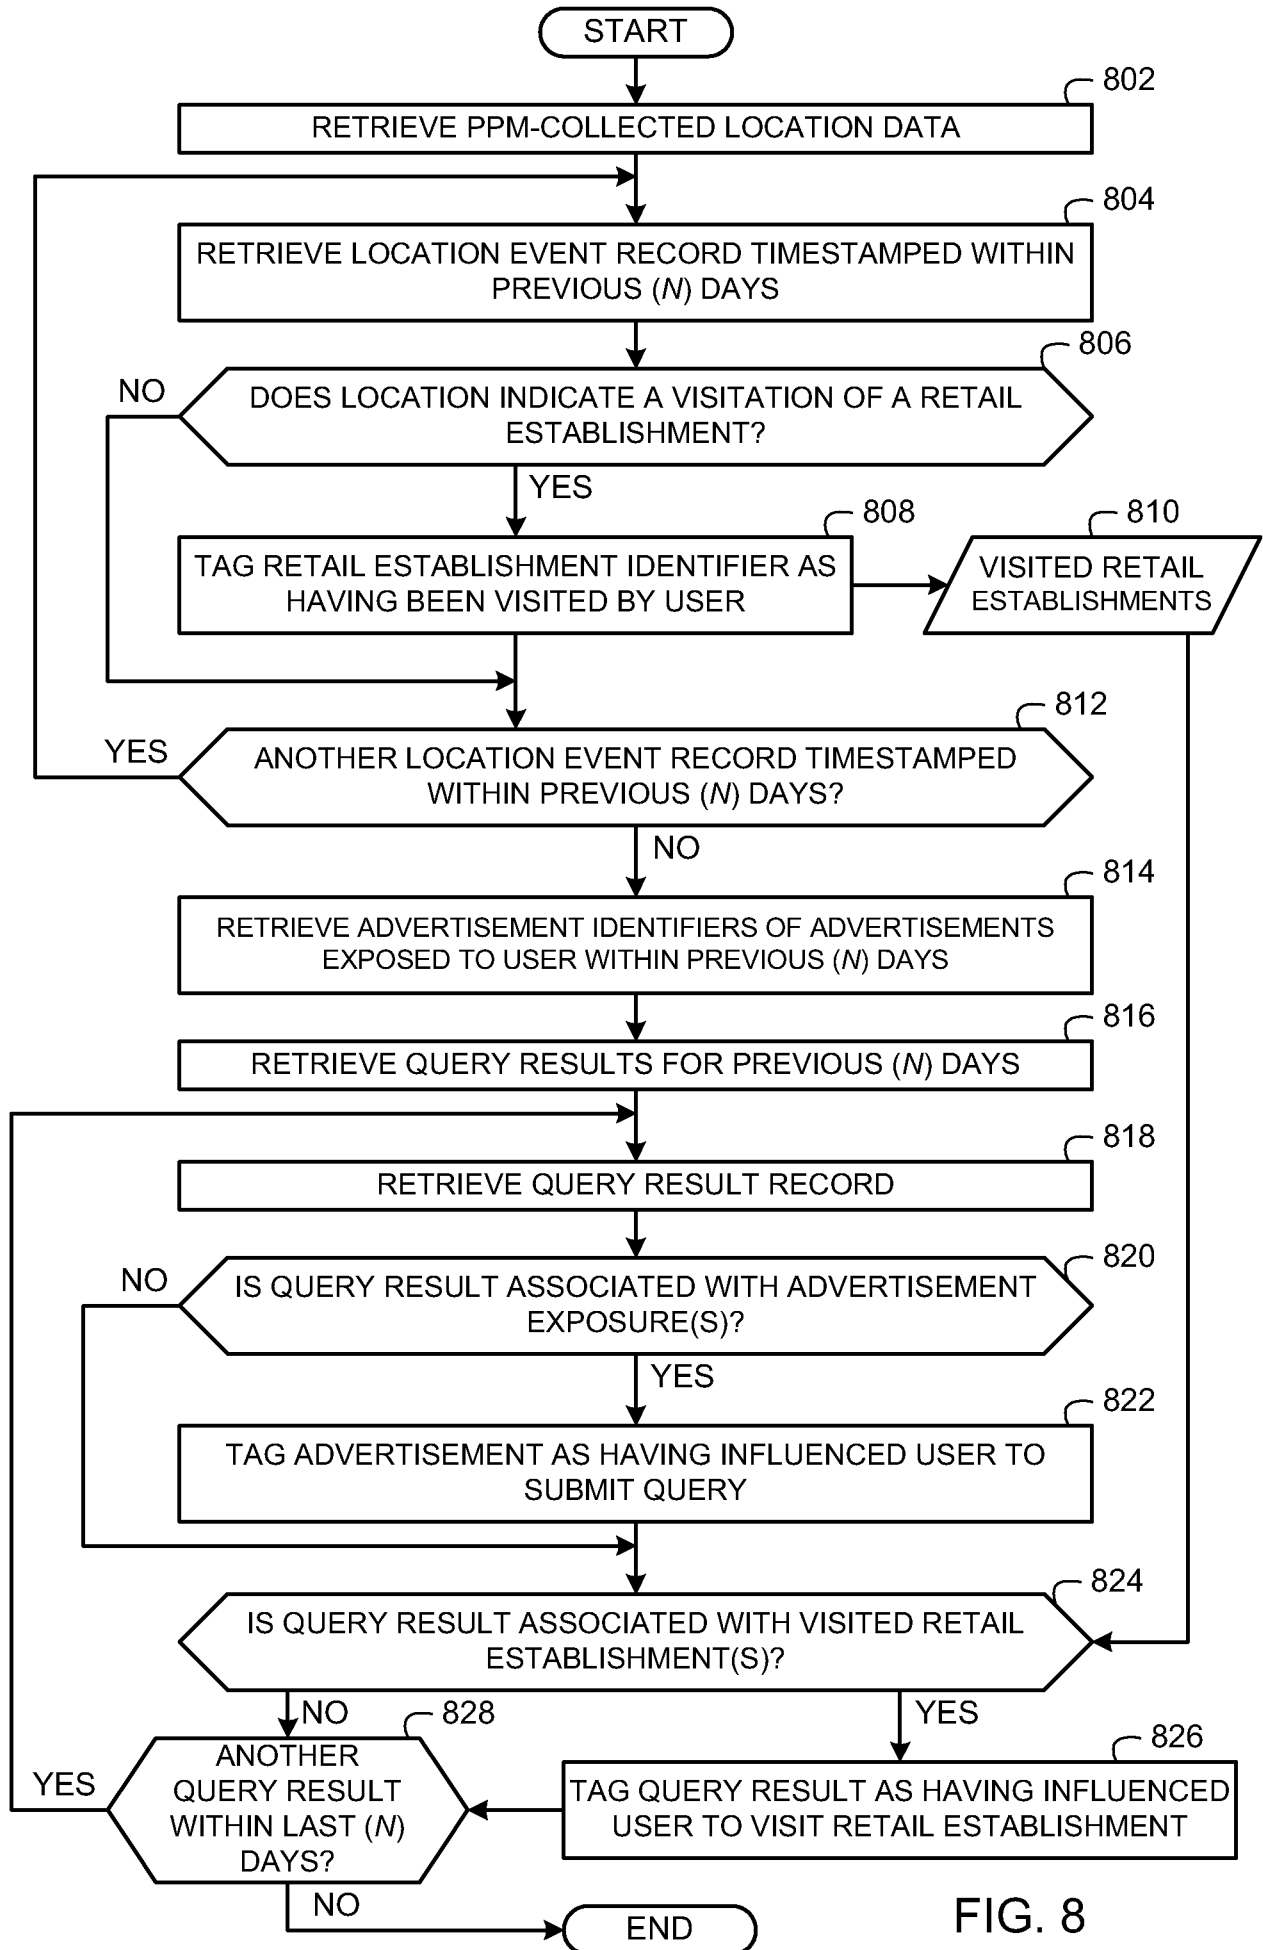 START
802
RETRIEVE PPM-COLLECTED LOCATION DATA
804
RETRIEVE LOCATION EVENT RECORD TIMESTAMPED WITHIN
PREVIOUS (N) DAYS
806
NO
DOES LOCATION INDICATE A VISITATION OF A RETAIL
ESTABLISHMENT?
YES
808
810
TAG RETAIL ESTABLISHMENT IDENTIFIER AS
HAVING BEEN VISITED BY USER
VISITED RETAIL
ESTABLISHMENTS
812
YES
ANOTHER LOCATION EVENT RECORD TIMESTAMPED
WITHIN PREVIOUS (N) DAYS?
NO
814
RETRIEVE ADVERTISEMENT IDENTIFIERS OF ADVERTISEMENTS
EXPOSED TO USER WITHIN PREVIOUS (N) DAYS
816
RETRIEVE QUERY RESULTS FOR PREVIOUS (N) DAYS
818
RETRIEVE QUERY RESULT RECORD
820
NO
IS QUERY RESULT ASSOCIATED WITH ADVERTISEMENT
EXPOSURE(S)?
YES
822
TAG ADVERTISEMENT AS HAVING INFLUENCED USER TO
SUBMIT QUERY
824
IS QUERY RESULT ASSOCIATED WITH VISITED RETAIL
ESTABLISHMENT(S)?
NO
828
YES
826
YES
ANOTHER
QUERY RESULT
WITHIN LAST (N)
DAYS?
TAG QUERY RESULT AS HAVING INFLUENCED
USER TO VISIT RETAIL ESTABLISHMENT
NO
END
FIG. 8